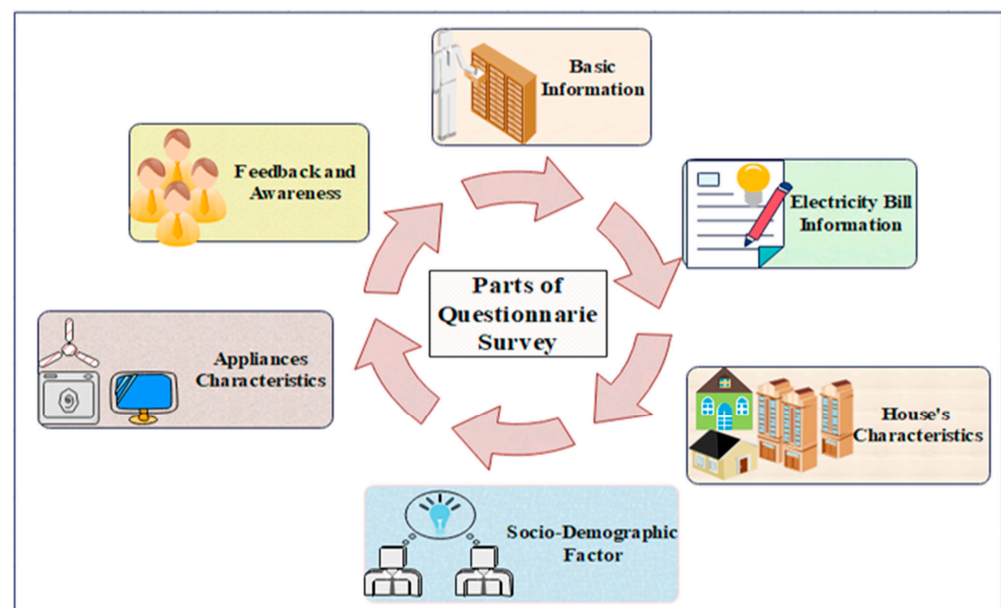 Basic
Information
Feedback and
Awareness
Electricity Bill
Information
Parts of
Questionnarie
Survey
Appliances
Characteristics
House's
Characteristics
Socio-Demographic
Factor